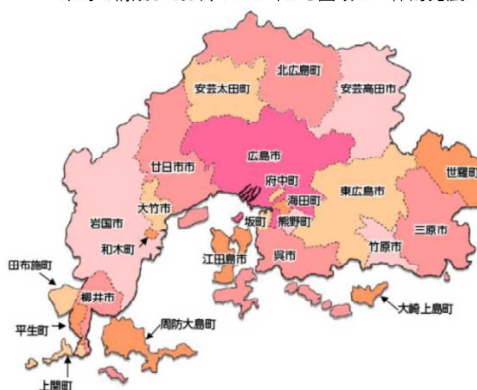 北広島町
安芸太田町
安芸高田市
広島市
廿日市市
世羅町
府中町
東広島市
海田町
大竹市
三原市
岩国市
坂町
熊野町
竹原市
和木町
江田島市
呉市
田布施町
柳井市
大崎上島町
周防大島町
平生町
上関町